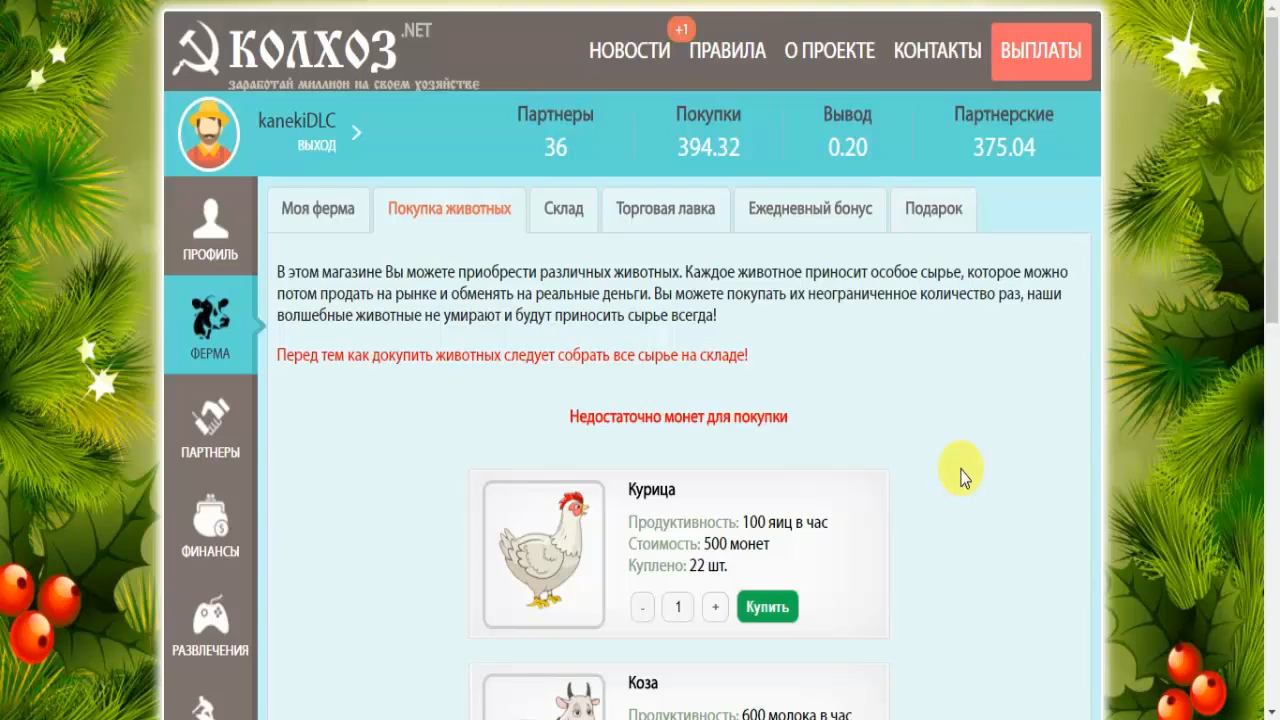 КОЛХОЗ.NET
заработай миллион на своем хозяйстве
НОВОСТИ +1 ПРАВИЛА О ПРОЕКТЕ КОНТАКТЫ ВЫПЛАТЫ
kanekiDLC
ВЫХОД
Партнеры Покупки Вывод Партнерские
36 394.32 0.20 375.04
ПРОФИЛЬ
ФЕРМА
ПАРТНЕРЫ
ФИНАНСЫ
РАЗВЛЕЧЕНИЯ
Моя ферма Покупка животных Склад Торговая лавка Ежедневный бонус Подарок
В этом магазине Вы можете приобрести различных животных. Каждое животное приносит особое сырье, которое можно
потом продать на рынке и обменять на реальные деньги. Вы можете покупать их неограниченное количество раз, наши
волшебные животные не умирают и будут приносить сырье всегда!
Перед тем как докупить животных следует собрать все сырье на складе!
Недостаточно монет для покупки
Курица
Продуктивность: 100 яиц в час
Стоимость: 500 монет
Куплено: 22 шт.
- 1 + Купить
Коза
Продуктивность: 600 молока в час